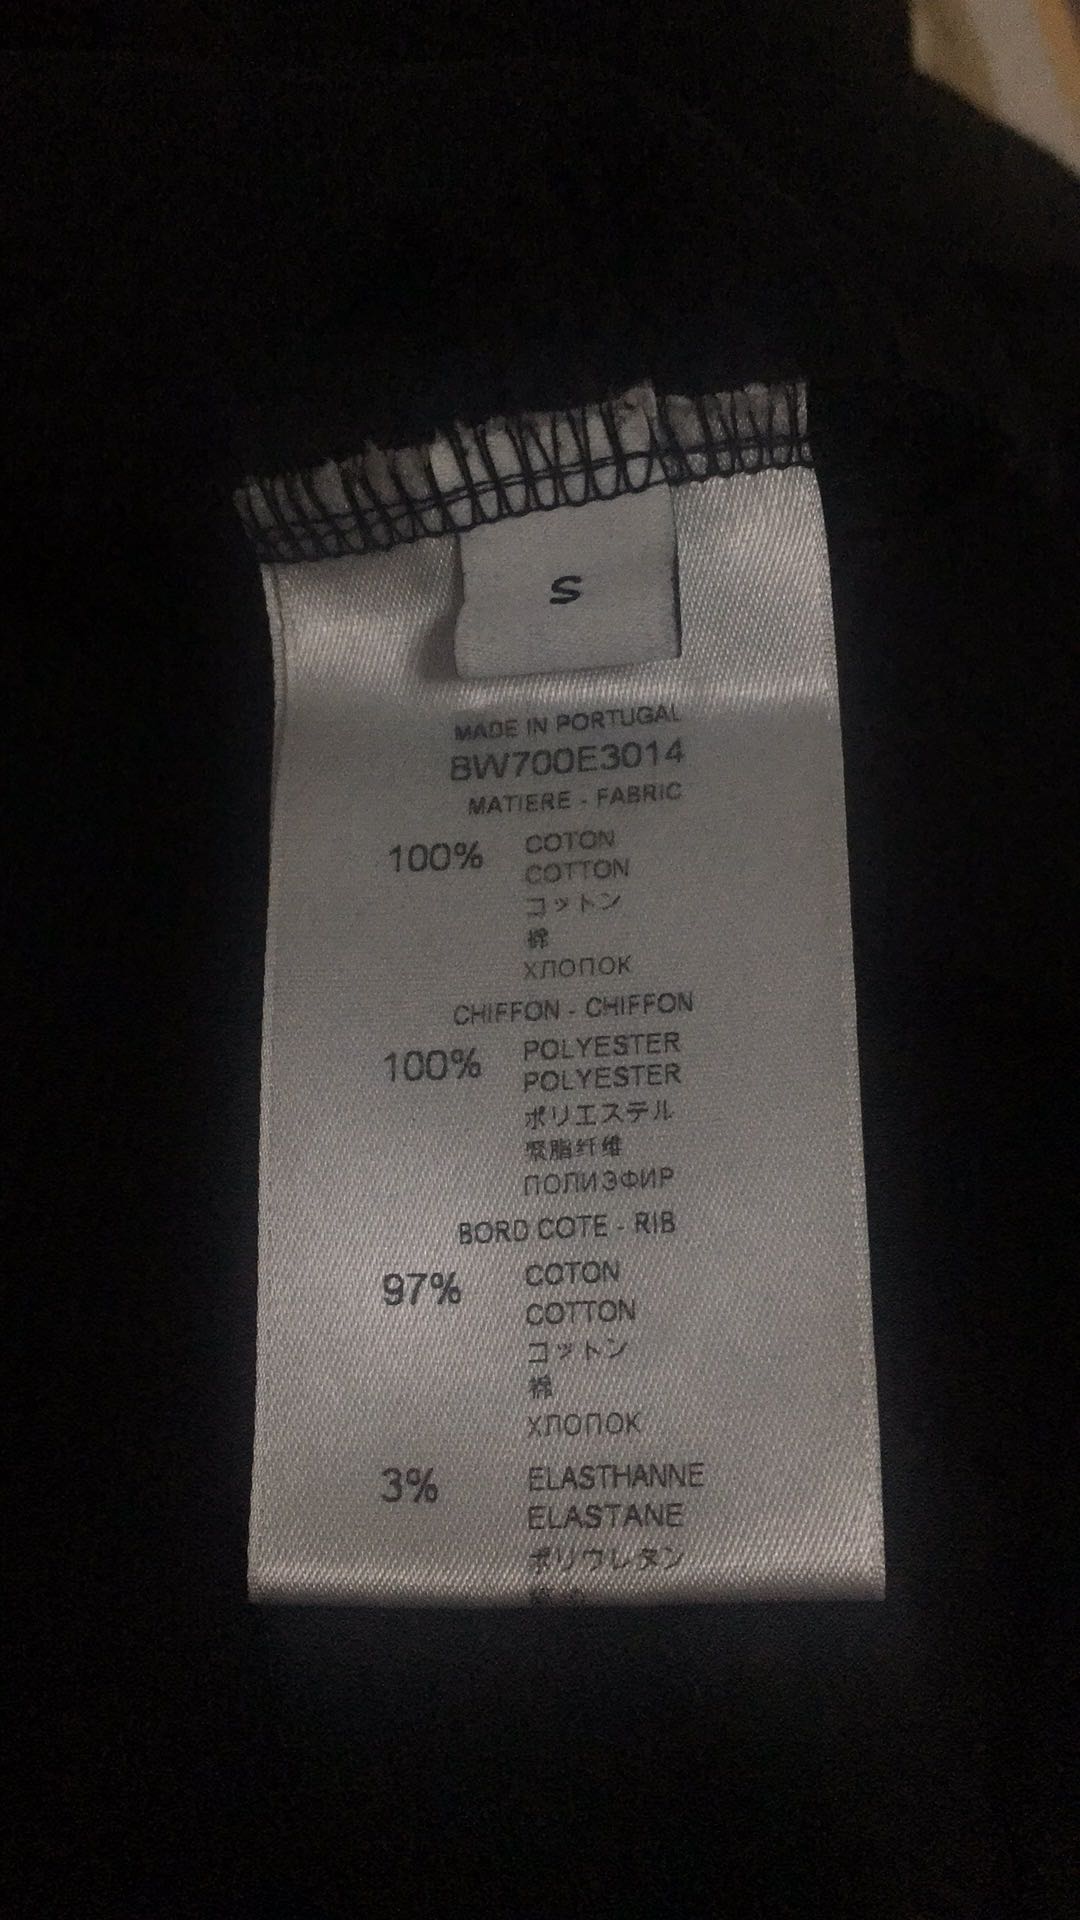 S
MADE IN PORTUGAL
BW700E3014
MATIERE - FABRIC
100% COTON
COTTON
コットン
棉
ХЛОПОК
CHIFFON - CHIFFON
100% POLYESTER
POLYESTER
ポリエステル
聚脂纤维
ПОЛИЭФИР
BORD COTE - RIB
97% COTON
COTTON
コットン
棉
ХЛОПОК
3% ELASTHANNE
ELASTANE
ポリウレタン